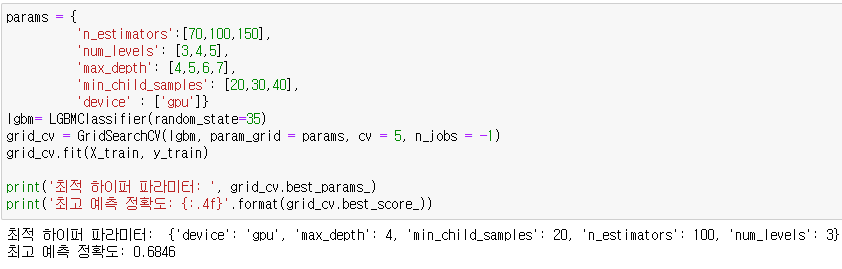 params = {
'n_estimators':[70,100,150],
'num_levels': [3,4,5],
'max_depth': [4,5,6,7],
'min_child_samples': [20,30,40],
'device' : ['gpu']}
lgbm= LGBMClassifier(random_state=35)
grid_cv = GridSearchCV(lgbm, param_grid = params, cv = 5, n_jobs = -1)
grid_cv.fit(X_train, y_train)
print('최적 하이퍼 파라미터: ', grid_cv.best_params_)
print('최고 예측 정확도: {:.4f}'.format(grid_cv.best_score_))
최적 하이퍼 파라미터:  {'device': 'gpu', 'max_depth': 4, 'min_child_samples': 20, 'n_estimators': 100, 'num_levels': 3}
최고 예측 정확도: 0.6846